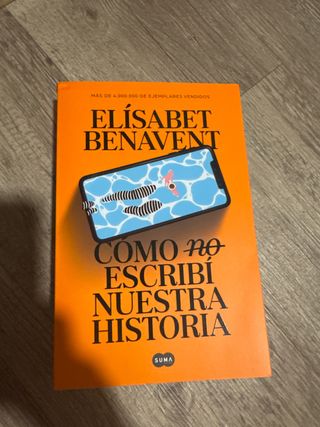 MÁS DE 4.000.000 DE EJEMPLARES VENDIDOS
ELÍSABET
BENAVENT
CÓMO no
ESCRIBÍ
NUESTRA
HISTORIA
SUMA